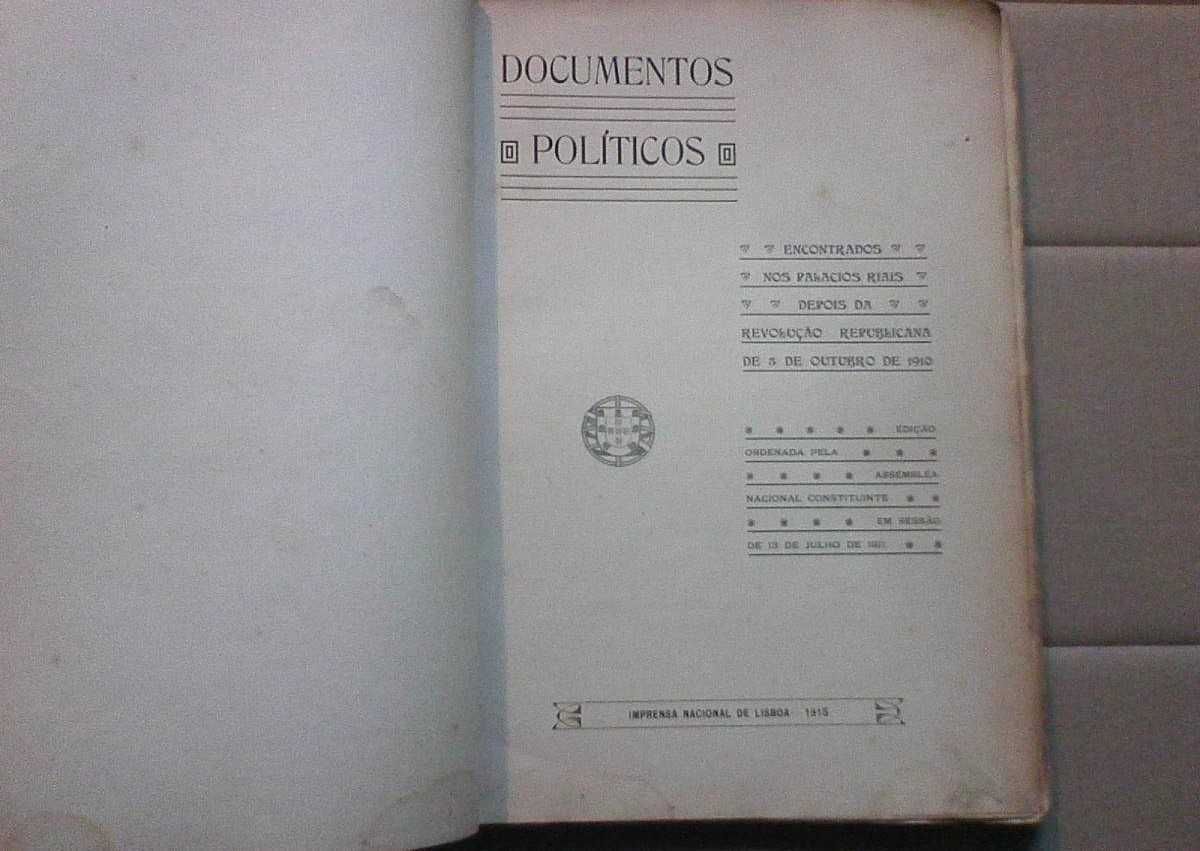 DOCUMENTOS
POLÍTICOS
ENCONTRADOS
NOS PALACIOS RIAIS
DEPOIS DA
REVOLUÇÃO REPUBLICANA
DE 5 DE OUTUBRO DE 1910
EDIÇÃO
ORDENADA PELA
ASSEMBLEA
NACIONAL CONSTITUINTE
EM SESSÃO
DE 13 DE JULHO DE 1911
IMPRENSA NACIONAL DE LISBOA 1915